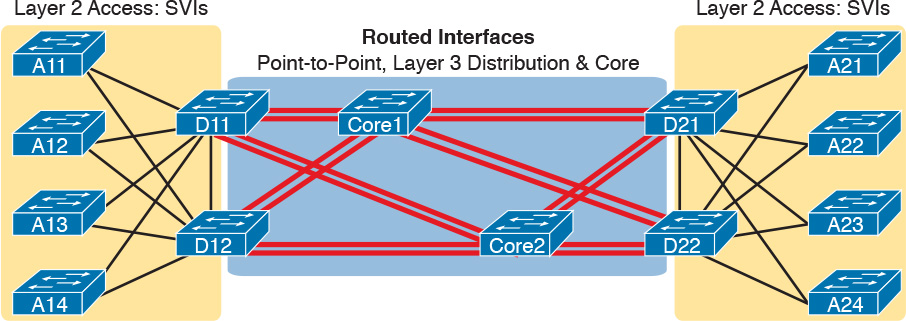 Layer 2 Access: SVIs
Layer 2 Access: SVIs
Routed Interfaces
Point-to-Point, Layer 3 Distribution & Core
A11
A21
D11
Core1
D21
A12
A22
A13
A23
D12
Core2
D22
A14
A24